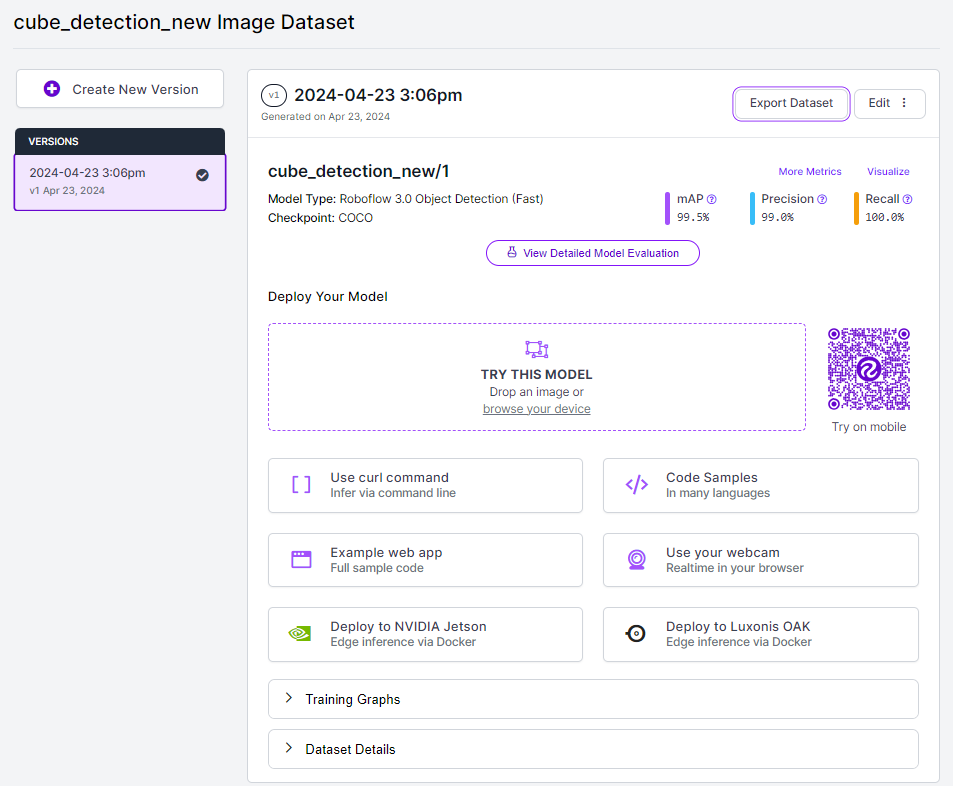 cube_detection_new Image Dataset
Create New Version
VERSIONS
2024-04-23 3:06pm
v1 Apr 23, 2024
v1 2024-04-23 3:06pm
Generated on Apr 23, 2024
Export Dataset
Edit
cube_detection_new/1
More Metrics
Visualize
Model Type: Roboflow 3.0 Object Detection (Fast)
Checkpoint: COCO
mAP
99.5%
Precision
99.0%
Recall
100.0%
View Detailed Model Evaluation
Deploy Your Model
TRY THIS MODEL
Drop an image or
browse your device
Try on mobile
Use curl command
Infer via command line
Code Samples
In many languages
Example web app
Full sample code
Use your webcam
Realtime in your browser
Deploy to NVIDIA Jetson
Edge inference via Docker
Deploy to Luxonis OAK
Edge inference via Docker
Training Graphs
Dataset Details